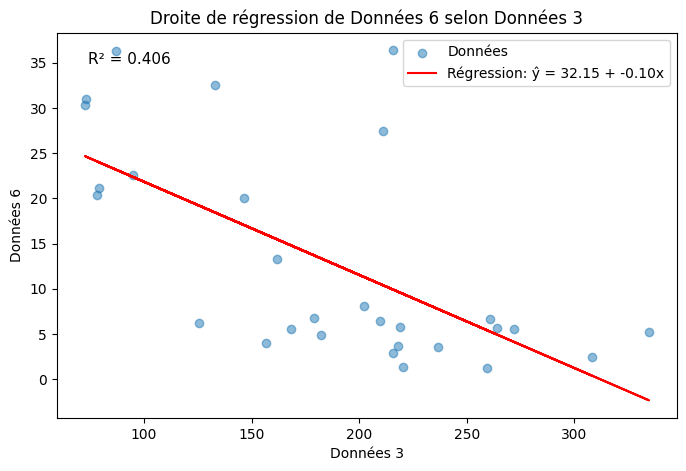 Droite de régression de Données 6 selon Données 3
R² = 0.406
Données
Régression: ŷ = 32.15 + -0.10x
Données 6
35
30
25
20
15
10
5
0
100
150
200
250
300
Données 3